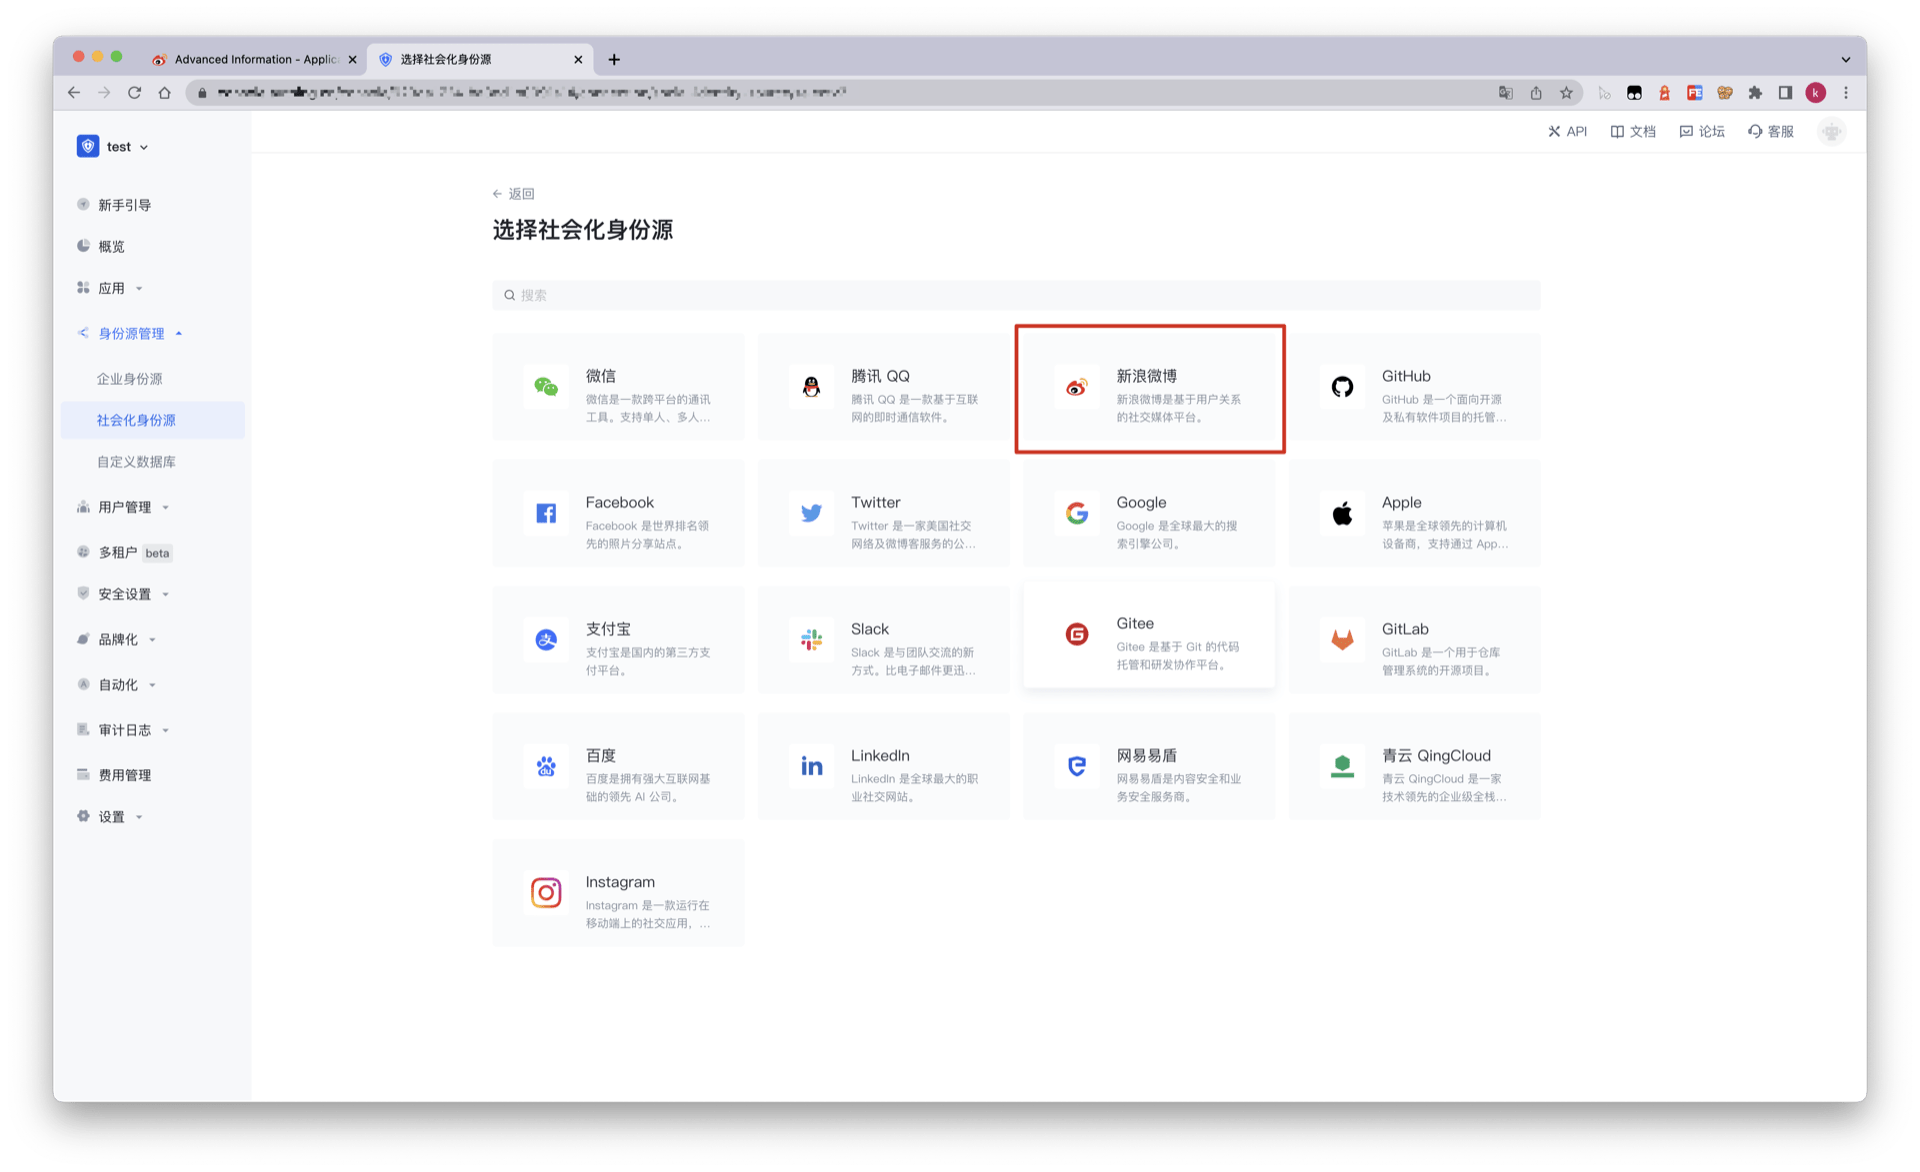 Advanced Information - Applic
选择社会化身份源
k
test
API
文档
论坛
客服
新手引导
概览
应用
身份源管理
企业身份源
社会化身份源
自定义数据库
用户管理
多租户 beta
安全设置
品牌化
自动化
审计日志
费用管理
设置
返回
选择社会化身份源
搜索
微信
微信是一款跨平台的通讯
工具。支持单人、多人...
腾讯 QQ
腾讯 QQ 是一款基于互联
网的即时通信软件。
新浪微博
新浪微博是基于用户关系
的社交媒体平台。
GitHub
GitHub 是一个面向开源
及私有软件项目的托管...
Facebook
Facebook 是世界排名领
先的照片分享站点。
Twitter
Twitter 是一家美国社交
网络及微博客服务的公...
Google
Google 是全球最大的搜
索引擎公司。
Apple
苹果是全球领先的计算机
设备商，支持通过 App...
支付宝
支付宝是国内的第三方支
付平台。
Slack
Slack 是与团队交流的新
方式。比电子邮件更迅...
Gitee
Gitee 是基于 Git 的代码
托管和研发协作平台。
GitLab
GitLab 是一个用于仓库
管理系统的开源项目。
百度
百度是拥有强大互联网基
础的领先 AI 公司。
LinkedIn
LinkedIn 是全球最大的职
业社交网站。
网易易盾
网易易盾是内容安全和业
务安全服务商。
青云 QingCloud
青云 QingCloud 是一家
技术领先的企业级全栈...
Instagram
Instagram 是一款运行在
移动端上的社交应用，...